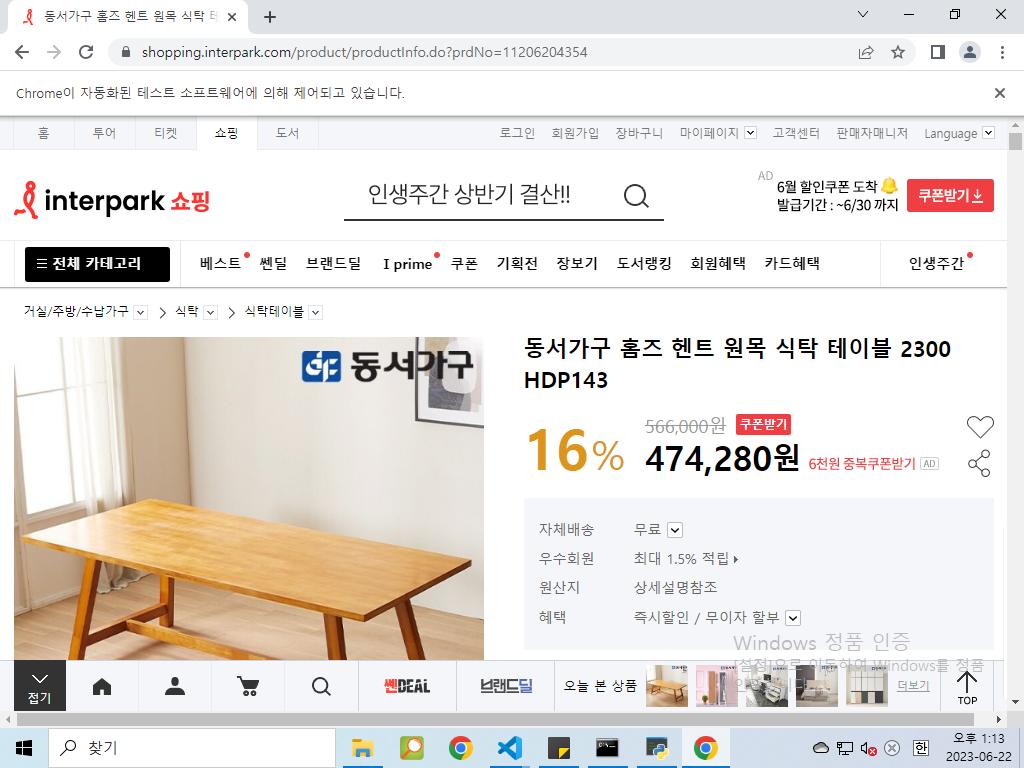 동서가구 홈즈 헨트 원목 식탁 테
shopping.interpark.com/product/productInfo.do?prdNo=11206204354
Chrome이 자동화된 테스트 소프트웨어에 의해 제어되고 있습니다.
홈 투어 티켓 쇼핑 도서 로그인 회원가입 장바구니 마이페이지 고객센터 판매자매니저 Language
interpark 쇼핑 인생주간 상반기 결산!!
AD 6월 할인쿠폰 도착
발급기간 : ~6/30 까지
쿠폰받기
전체 카테고리 베스트 쎈딜 브랜드딜 I prime 쿠폰 기획전 장보기 도서랭킹 회원혜택 카드혜택 인생주간
거실/주방/수납가구 식탁 식탁테이블
동서가구
동서가구 홈즈 헨트 원목 식탁 테이블 2300
HDP143
16% 566,000원 쿠폰받기
474,280원 6천원 중복쿠폰받기 AD
자체배송 무료
우수회원 최대 1.5% 적립
원산지 상세설명참조
혜택 즉시할인 / 무이자 할부
Windows 정품 인증
[설정]으로 이동하여 Windows를 정품
접기 쎈DEAL 브랜드딜 오늘 본 상품 더보기 TOP
찾기
오후 1:13
한
2023-06-22